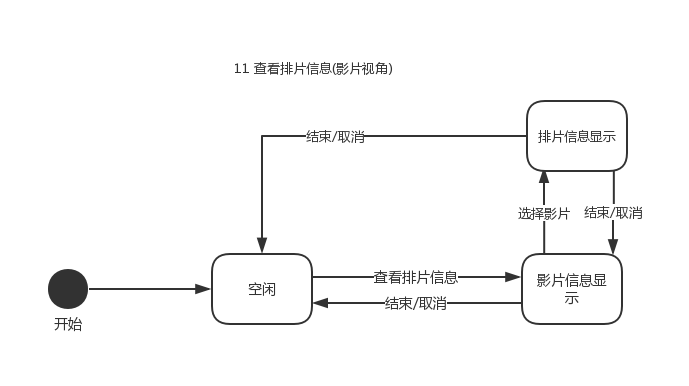 11 查看排片信息(影片视角)
结束/取消
排片信息显示
选择影片
结束/取消
空闲
查看排片信息
结束/取消
影片信息显
示
开始